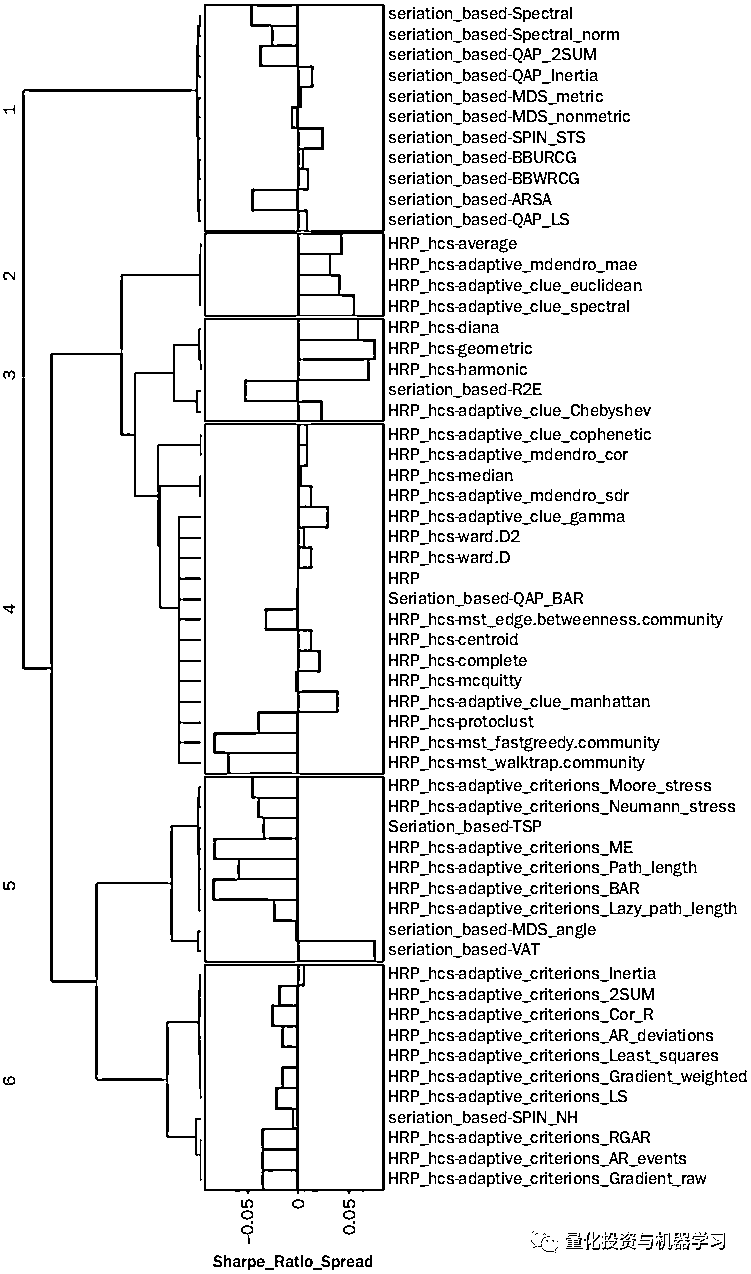 1
seriation_based-Spectral
seriation_based-Spectral_norm
seriation_based-QAP_2SUM
seriation_based-QAP_Inertia
seriation_based-MDS_metric
seriation_based-MDS_nonmetric
seriation_based-SPIN_STS
seriation_based-BBURCG
seriation_based-BBWRCG
seriation_based-ARSA
seriation_based-QAP_LS
2
HRP_hcs-average
HRP_hcs-adaptive_mdendro_mae
HRP_hcs-adaptive_clue_euclidean
HRP_hcs-adaptive_clue_spectral
3
HRP_hcs-diana
HRP_hcs-geometric
HRP_hcs-harmonic
seriation_based-R2E
HRP_hcs-adaptive_clue_Chebyshev
4
HRP_hcs-adaptive_clue_cophenetic
HRP_hcs-adaptive_mdendro_cor
HRP_hcs-median
HRP_hcs-adaptive_mdendro_sdr
HRP_hcs-adaptive_clue_gamma
HRP_hcs-ward.D2
HRP_hcs-ward.D
HRP
Seriation_based-QAP_BAR
HRP_hcs-mst_edge.betweenness.community
HRP_hcs-centroid
HRP_hcs-complete
HRP_hcs-mcquitty
HRP_hcs-adaptive_clue_manhattan
HRP_hcs-protoclust
HRP_hcs-mst_fastgreedy.community
HRP_hcs-mst_walktrap.community
5
HRP_hcs-adaptive_criterions_Moore_stress
HRP_hcs-adaptive_criterions_Neumann_stress
Seriation_based-TSP
HRP_hcs-adaptive_criterions_ME
HRP_hcs-adaptive_criterions_Path_length
HRP_hcs-adaptive_criterions_BAR
HRP_hcs-adaptive_criterions_Lazy_path_length
seriation_based-MDS_angle
seriation_based-VAT
6
HRP_hcs-adaptive_criterions_Inertia
HRP_hcs-adaptive_criterions_2SUM
HRP_hcs-adaptive_criterions_Cor_R
HRP_hcs-adaptive_criterions_AR_deviations
HRP_hcs-adaptive_criterions_Least_squares
HRP_hcs-adaptive_criterions_Gradient_weighted
HRP_hcs-adaptive_criterions_LS
seriation_based-SPIN_NH
HRP_hcs-adaptive_criterions_RGAR
HRP_hcs-adaptive_criterions_AR_events
HRP_hcs-adaptive_criterions_Gradient_raw
-0.05
0
0.05
Sharpe_Ratio_Spread
量化投资与机器学习